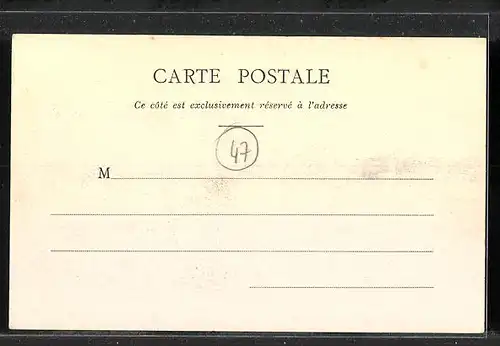 CARTE POSTALE
Ce côté est exclusivement réservé à l'adresse
47
M